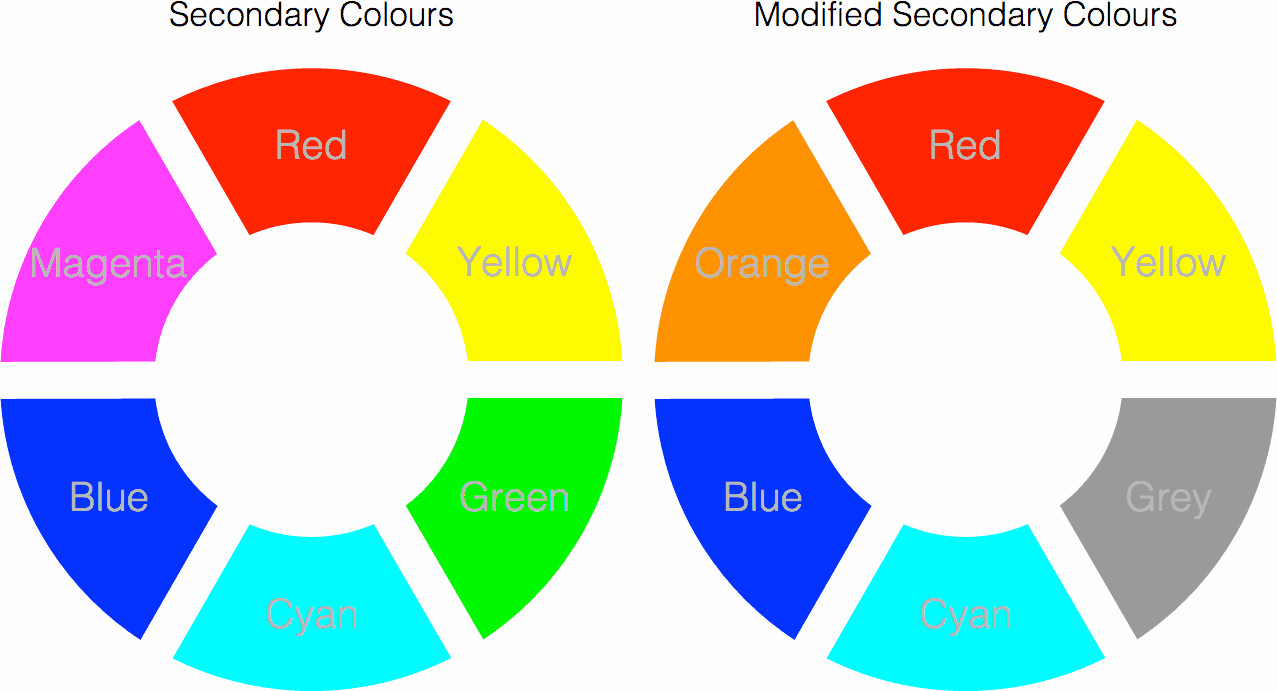 Secondary Colours
Red
Magenta
Yellow
Blue
Green
Cyan
Modified Secondary Colours
Red
Orange
Yellow
Blue
Grey
Cyan